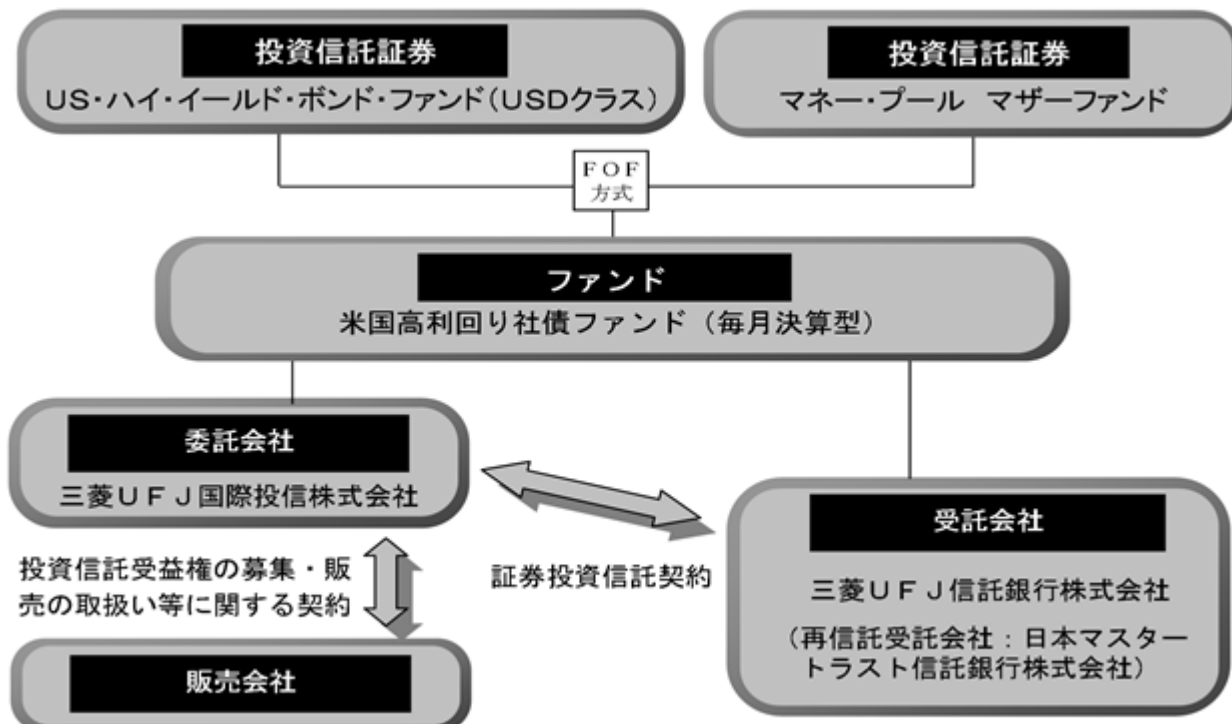 投資信託証券
US・ハイ・イールド・ボンド・ファンド(USDクラス)
投資信託証券
マネー・プール マザーファンド
FOF
方式
ファンド
米国高利回り社債ファンド(毎月決算型)
委託会社
三菱UFJ国際投信株式会社
投資信託受益権の募集・販
売の取扱い等に関する契約
証券投資信託契約
受託会社
三菱UFJ信託銀行株式会社
(再信託受託会社:日本マスター
トラスト信託銀行株式会社)
販売会社